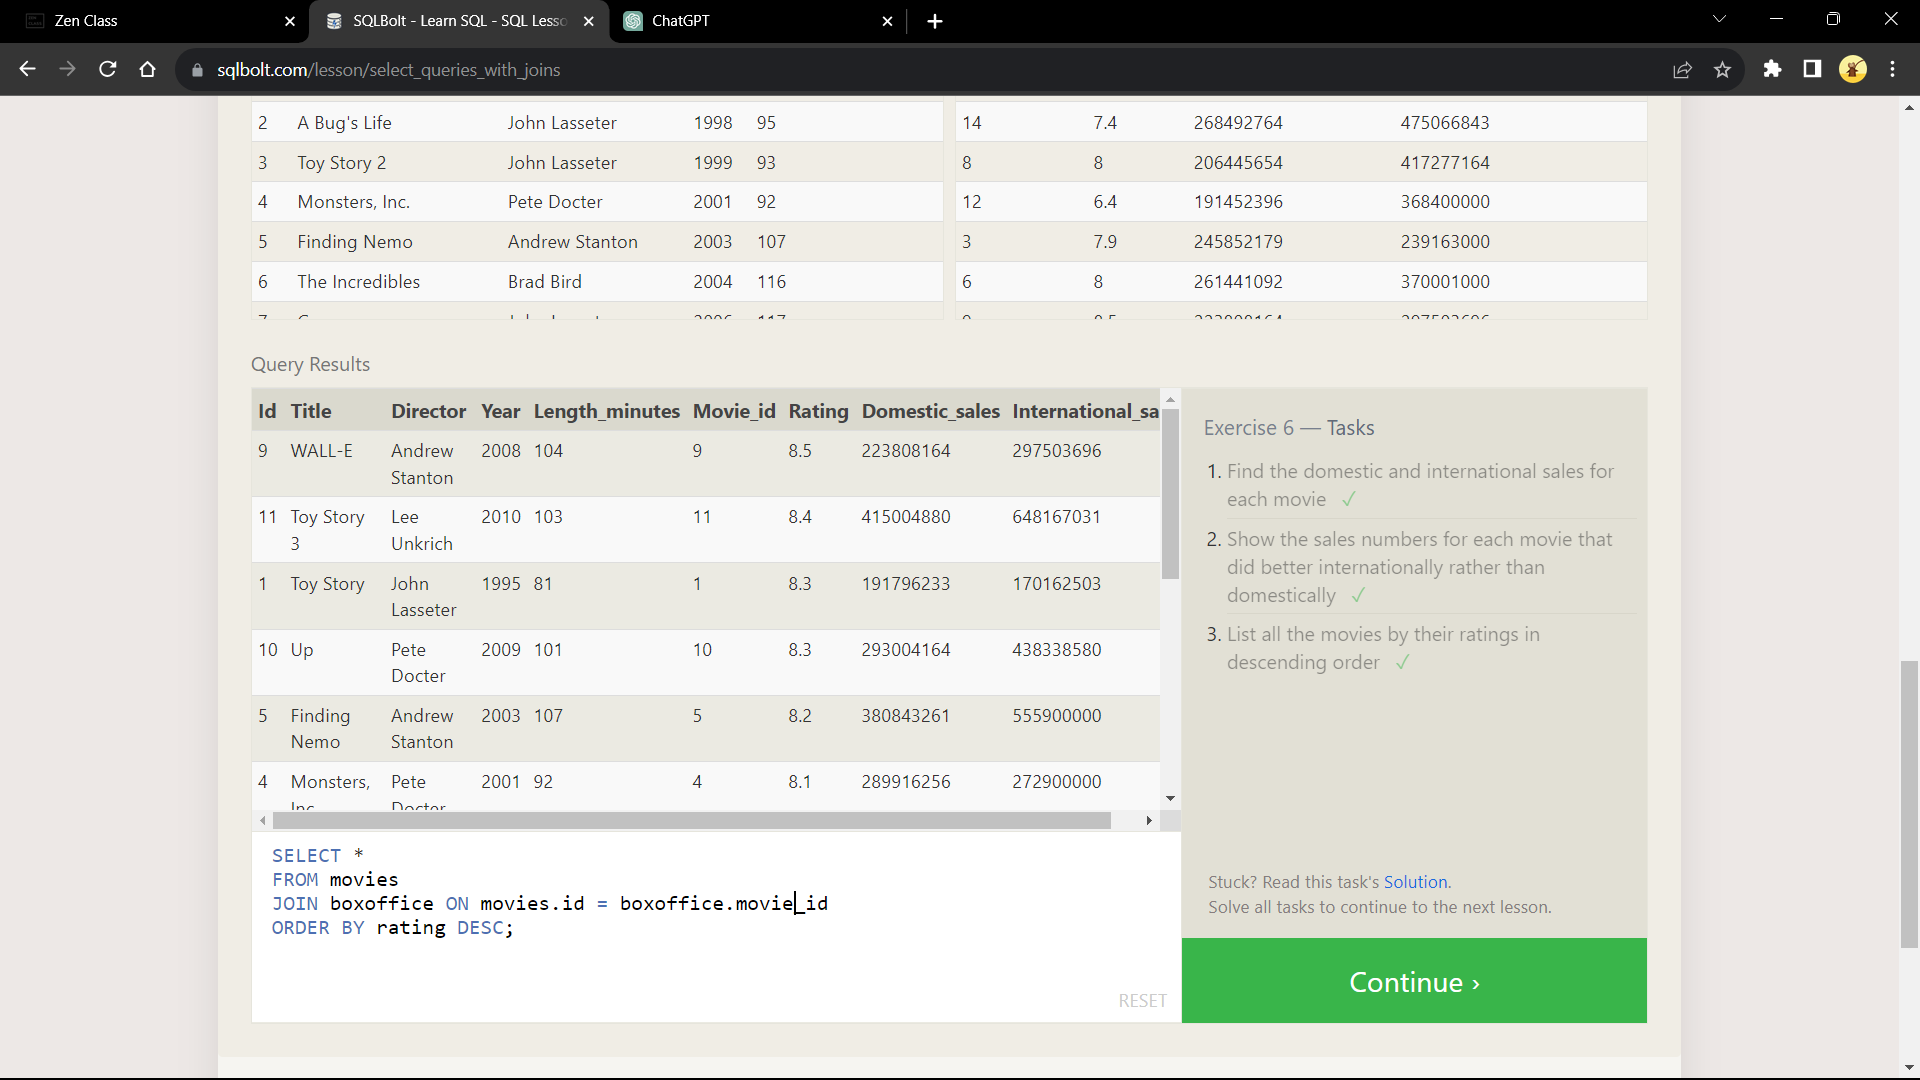 Zen Class
SQLBolt - Learn SQL - SQL Lesso
ChatGPT
sqlbolt.com/lesson/select_queries_with_joins
2 A Bug's Life John Lasseter 1998 95 14 7.4 268492764 475066843
3 Toy Story 2 John Lasseter 1999 93 8 8 206445654 417277164
4 Monsters, Inc. Pete Docter 2001 92 12 6.4 191452396 368400000
5 Finding Nemo Andrew Stanton 2003 107 3 7.9 245852179 239163000
6 The Incredibles Brad Bird 2004 116 6 8 261441092 370001000
Query Results
Id Title Director Year Length_minutes Movie_id Rating Domestic_sales International_sa
9 WALL-E Andrew 2008 104 9 8.5 223808164 297503696
Stanton
11 Toy Story Lee 2010 103 11 8.4 415004880 648167031
3 Unkrich
1 Toy Story John 1995 81 1 8.3 191796233 170162503
Lasseter
10 Up Pete 2009 101 10 8.3 293004164 438338580
Docter
5 Finding Andrew 2003 107 5 8.2 380843261 555900000
Nemo Stanton
4 Monsters, Pete 2001 92 4 8.1 289916256 272900000
Inc. Docter
SELECT *
FROM movies
JOIN boxoffice ON movies.id = boxoffice.movie_id
ORDER BY rating DESC;
RESET
Exercise 6 — Tasks
1. Find the domestic and international sales for
each movie ✓
2. Show the sales numbers for each movie that
did better internationally rather than
domestically ✓
3. List all the movies by their ratings in
descending order ✓
Stuck? Read this task's Solution.
Solve all tasks to continue to the next lesson.
Continue ›